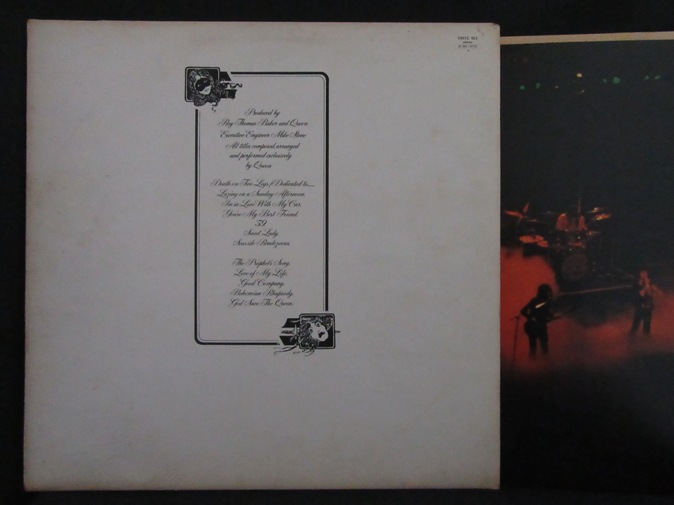 Produced by
Roy Thomas Baker and Queen
Executive Engineer Mike Stone
All titles composed, arranged
and performed exclusively
by Queen
Death on Two Legs (Dedicated to......
Lazing on a Sunday Afternoon.
I'm in Love With My Car.
You're My Best Friend.
'39
Sweet Lady.
Seaside Rendezvous.
The Prophet's Song.
Love of My Life.
Good Company.
Bohemian Rhapsody.
God Save The Queen.